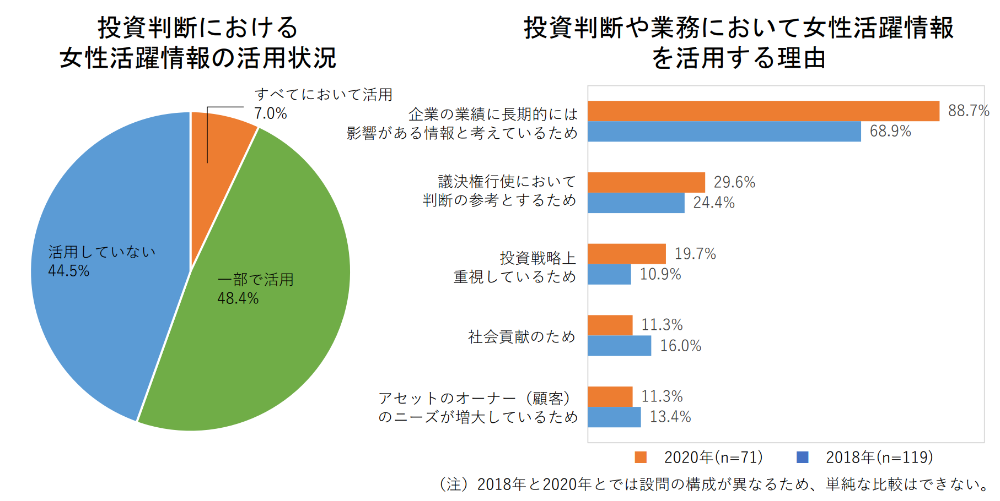 投資判断における
女性活躍情報の活用状況
すべてにおいて活用
7.0%
一部で活用
48.4%
活用していない
44.5%
投資判断や業務において女性活躍情報
を活用する理由
企業の業績に長期的には
影響がある情報と考えているため
88.7%
68.9%
議決権行使において
判断の参考とするため
29.6%
24.4%
投資戦略上
重視しているため
19.7%
10.9%
社会貢献のため
11.3%
16.0%
アセットのオーナー（顧客）
のニーズが増大しているため
11.3%
13.4%
2020年(n=71) 2018年(n=119)
（注）2018年と2020年とでは設問の構成が異なるため、単純な比較はできない。